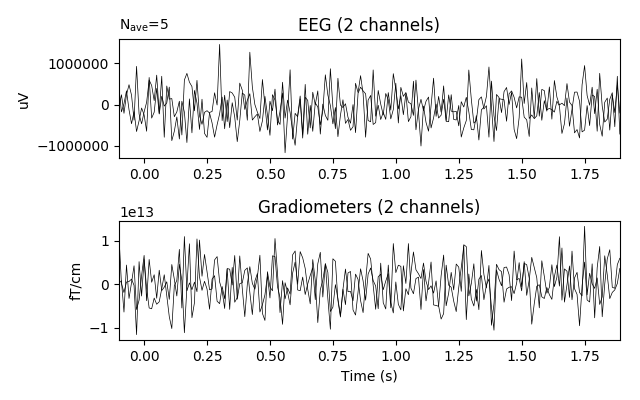 N_ave=5
EEG (2 channels)
1000000
0
−1000000
uV
0.00 0.25 0.50 0.75 1.00 1.25 1.50 1.75
1e13
Gradiometers (2 channels)
1
0
−1
fT/cm
0.00 0.25 0.50 0.75 1.00 1.25 1.50 1.75
Time (s)